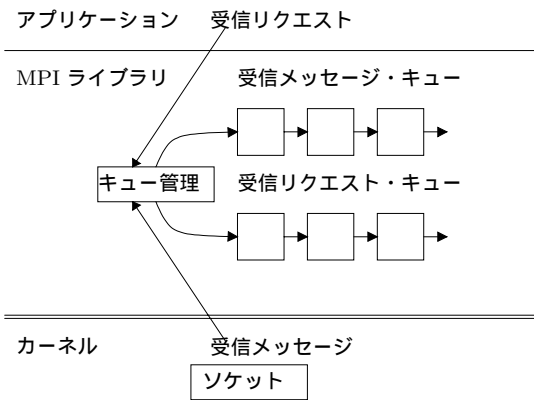 アプリケーション 受信リクエスト
MPI ライブラリ 受信メッセージ・キュー
キュー管理 受信リクエスト・キュー
カーネル 受信メッセージ
ソケット